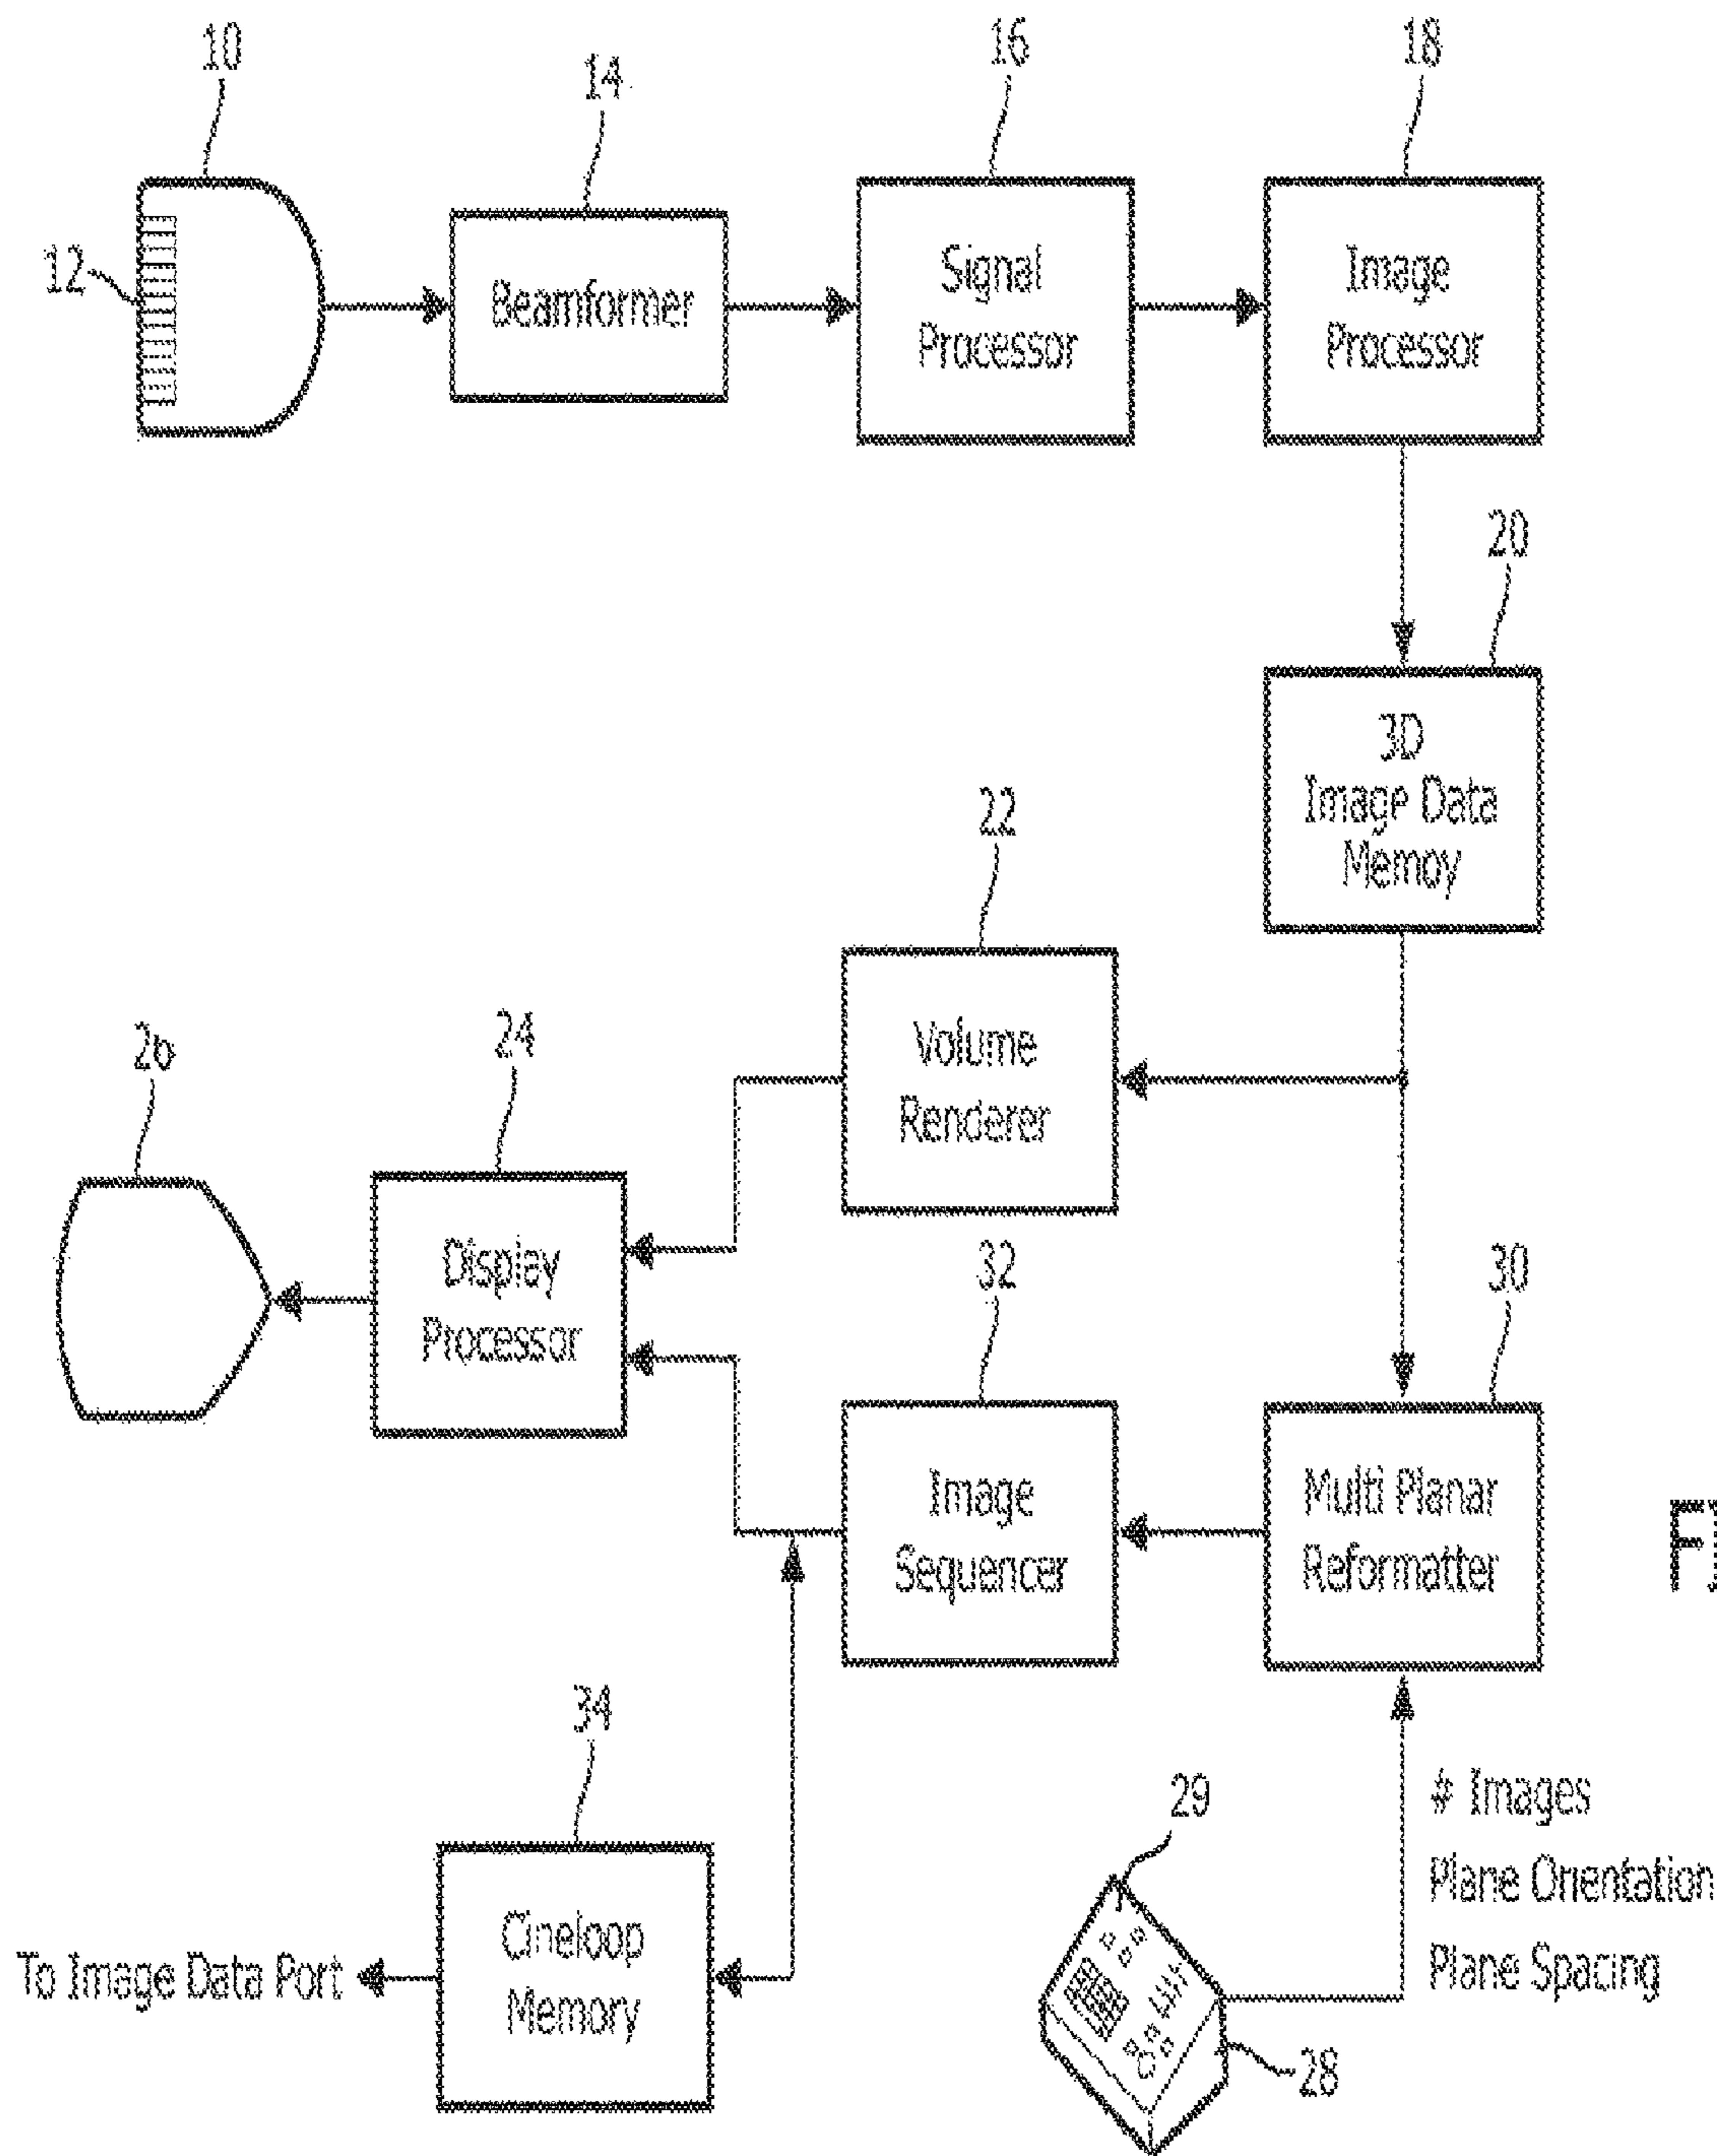 10
14
16
18
12
Beamformer
Signal
Processor
Image
Processor
20
3D
Image Data
Memoy
22
Volume
Renderer
26
24
Display
Processor
32
30
Image
Sequencer
Multi Planar
Reformatter
FI
34
29
# Images
Plane Orientation
Plane Spacing
Cineloop
Memory
To Image Data Port
28